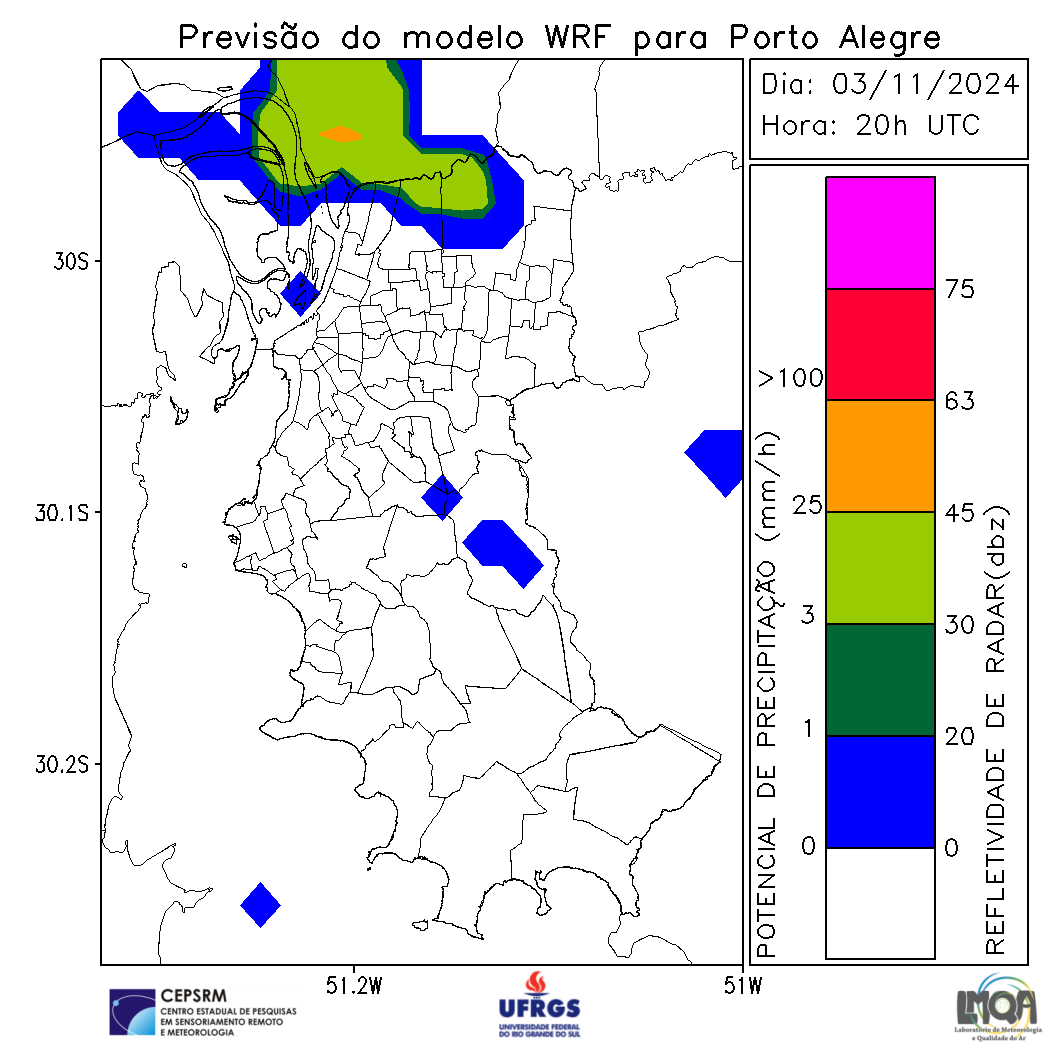 Previsão do modelo WRF para Porto Alegre
Dia: 03/11/2024
Hora: 20h UTC
30S
30.1S
30.2S
51.2W
51W
POTENCIAL DE PRECIPITAÇÃO (mm/h)
>100
25
3
1
0
75
63
45
30
20
0
REFLETIVIDADE DE RADAR(dbz)
CEPSRM
CENTRO ESTADUAL DE PESQUISAS
EM SENSORIAMENTO REMOTO
E METEOROLOGIA
UFRGS
UNIVERSIDADE FEDERAL
DO RIO GRANDE DO SUL
LMQA
Laboratório de Meteorologia
e Qualidade do Ar